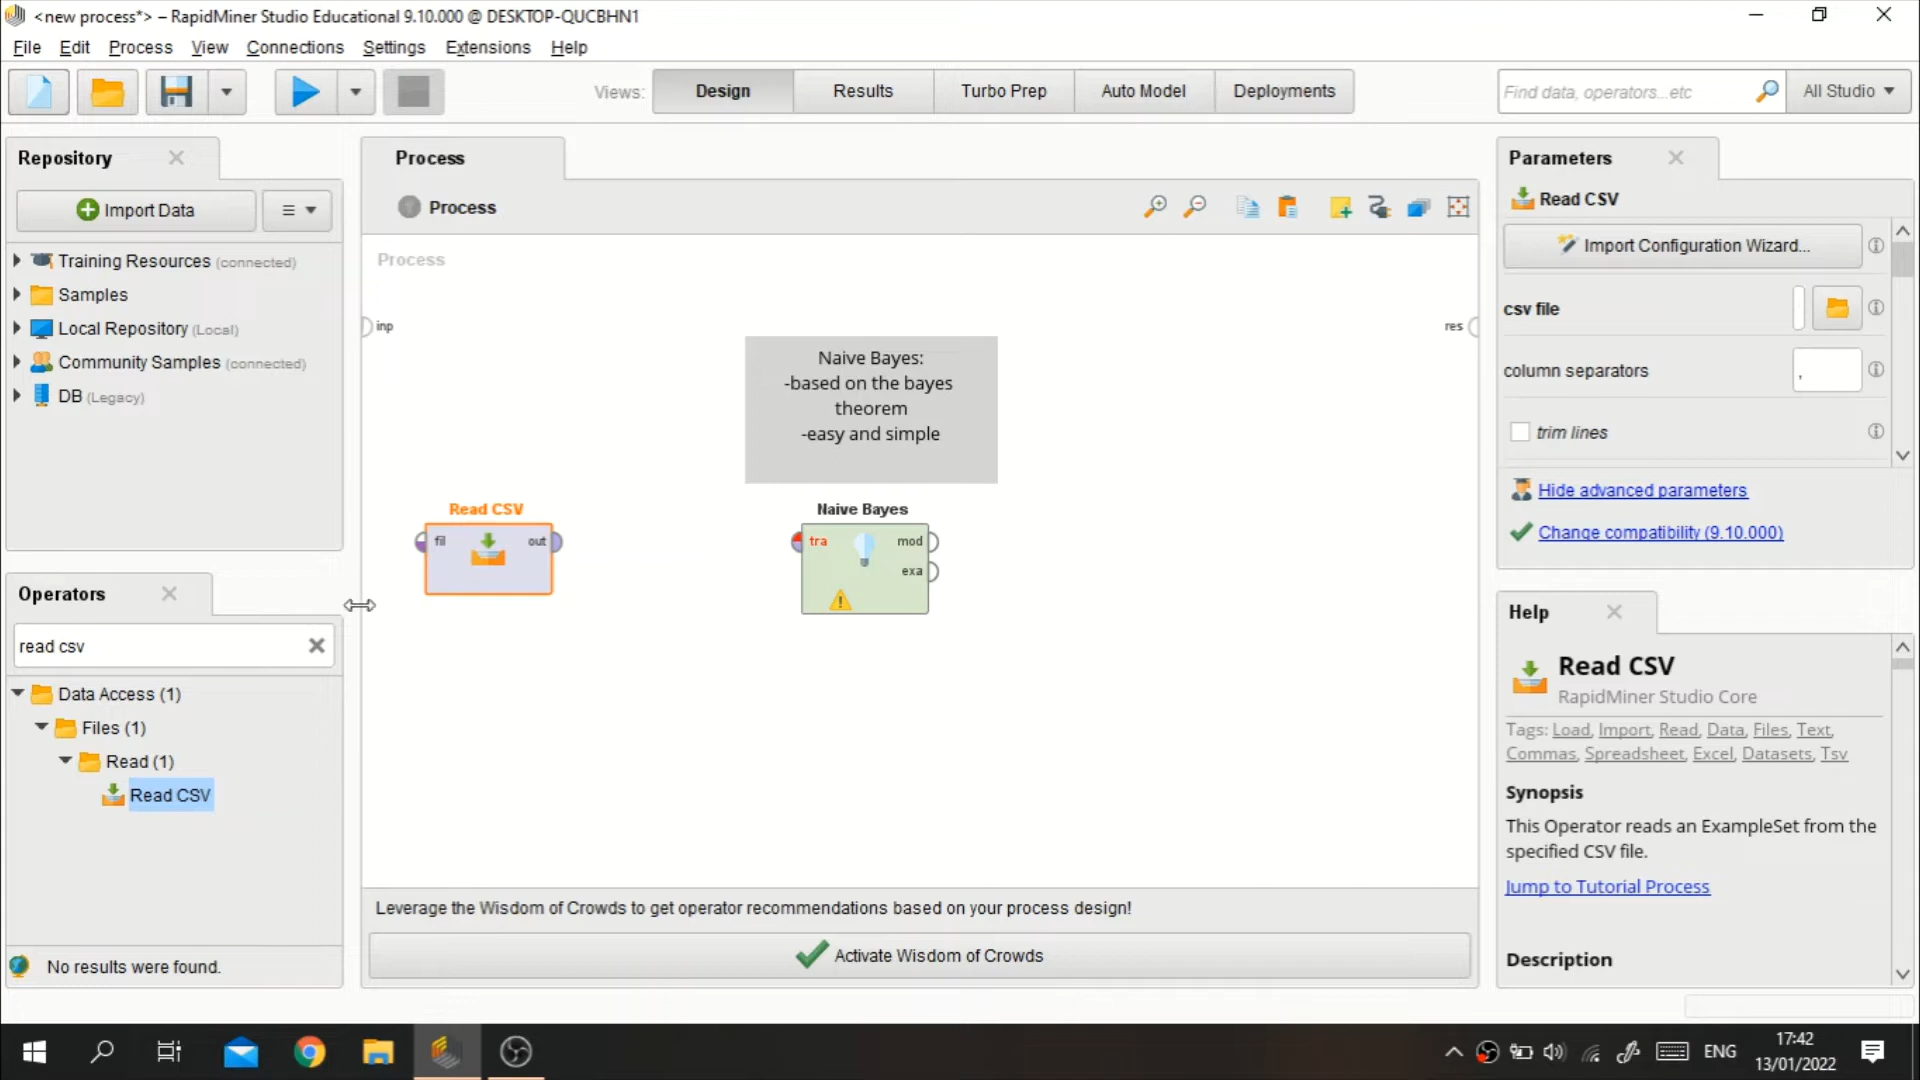 <new process*> – RapidMiner Studio Educational 9.10.000 @ DESKTOP-QUCBHN1
File Edit Process View Connections Settings Extensions Help
Views: Design Results Turbo Prep Auto Model Deployments
Find data, operators...etc
All Studio
Repository
Import Data
Training Resources (connected)
Samples
Local Repository (Local)
Community Samples (connected)
DB (Legacy)
Operators
read csv
Data Access (1)
Files (1)
Read (1)
Read CSV
No results were found.
Process
Process
Process
inp
res
Naive Bayes:
-based on the bayes
theorem
-easy and simple
Read CSV
fil out
Naive Bayes
tra mod
exa
Leverage the Wisdom of Crowds to get operator recommendations based on your process design!
Activate Wisdom of Crowds
Parameters
Read CSV
Import Configuration Wizard...
csv file
column separators ,
trim lines
Hide advanced parameters
Change compatibility (9.10.000)
Help
Read CSV
RapidMiner Studio Core
Tags: Load, Import, Read, Data, Files, Text,
Commas, Spreadsheet, Excel, Datasets, Tsv
Synopsis
This Operator reads an ExampleSet from the
specified CSV file.
Jump to Tutorial Process
Description
ENG
17:42
13/01/2022